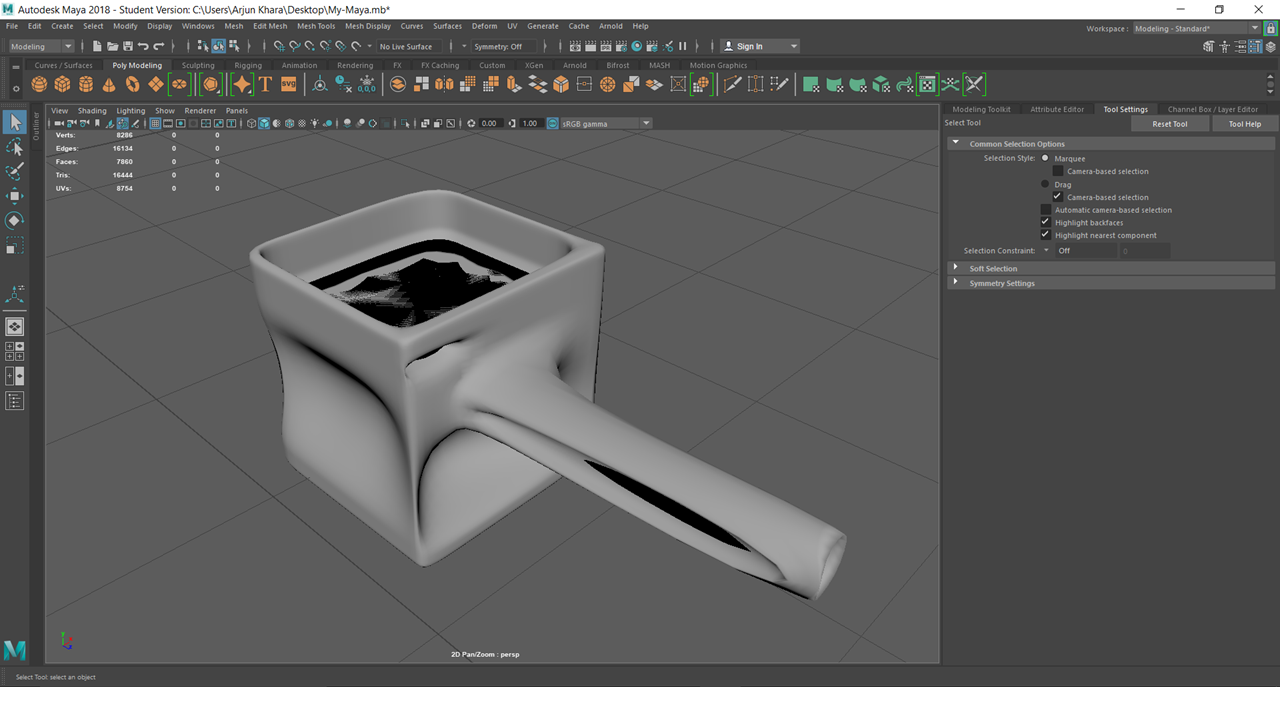 Autodesk Maya 2018 - Student Version: C:\Users\Arjun Khara\Desktop\My-Maya.mb*
File Edit Create Select Modify Display Windows Mesh Edit Mesh Mesh Tools Mesh Display Curves Surfaces Deform UV Generate Cache Arnold Help
Workspace : Modeling - Standard*
Modeling No Live Surface Symmetry: Off Sign In
Curves / Surfaces Poly Modeling Sculpting Rigging Animation Rendering FX FX Caching Custom XGen Arnold Bifrost MASH Motion Graphics
T SVG 0,0,0
View Shading Lighting Show Renderer Panels
Modeling Toolkit Attribute Editor Tool Settings Channel Box / Layer Editor
Outliner
0.00 1.00 sRGB gamma
Select Tool Reset Tool Tool Help
Verts: 8286 0 0
Edges: 16134 0 0
Faces: 7860 0 0
Tris: 16444 0 0
UVs: 8754 0 0
Common Selection Options
Selection Style: Marquee
Camera-based selection
Drag
Camera-based selection
Automatic camera-based selection
Highlight backfaces
Highlight nearest component
Selection Constraint: Off 0
Soft Selection
Symmetry Settings
2D Pan/Zoom : persp
Select Tool: select an object